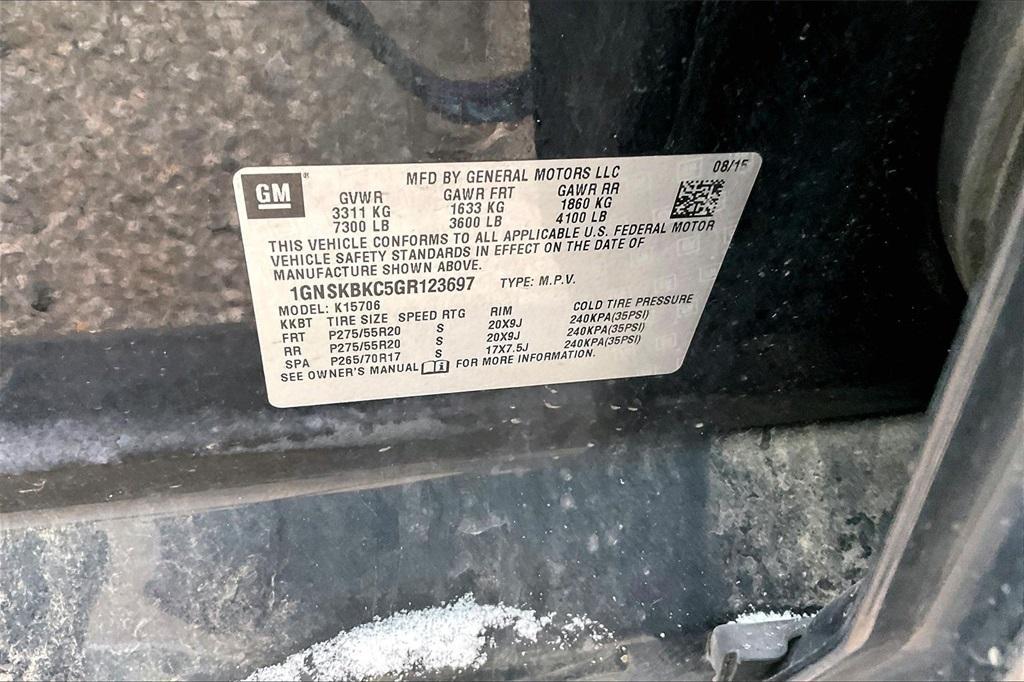 GM
MFD BY GENERAL MOTORS LLC 08/15
GVWR GAWR FRT GAWR RR
3311 KG 1633 KG 1860 KG
7300 LB 3600 LB 4100 LB
THIS VEHICLE CONFORMS TO ALL APPLICABLE U.S. FEDERAL MOTOR
VEHICLE SAFETY STANDARDS IN EFFECT ON THE DATE OF
MANUFACTURE SHOWN ABOVE.
1GNSKBKC5GR123697 TYPE: M.P.V.
MODEL: K15706
KKBT TIRE SIZE SPEED RTG RIM COLD TIRE PRESSURE
FRT P275/55R20 S 20X9J 240KPA(35PSI)
RR P275/55R20 S 20X9J 240KPA(35PSI)
SPA P265/70R17 S 17X7.5J 240KPA(35PSI)
SEE OWNER'S MANUAL FOR MORE INFORMATION.